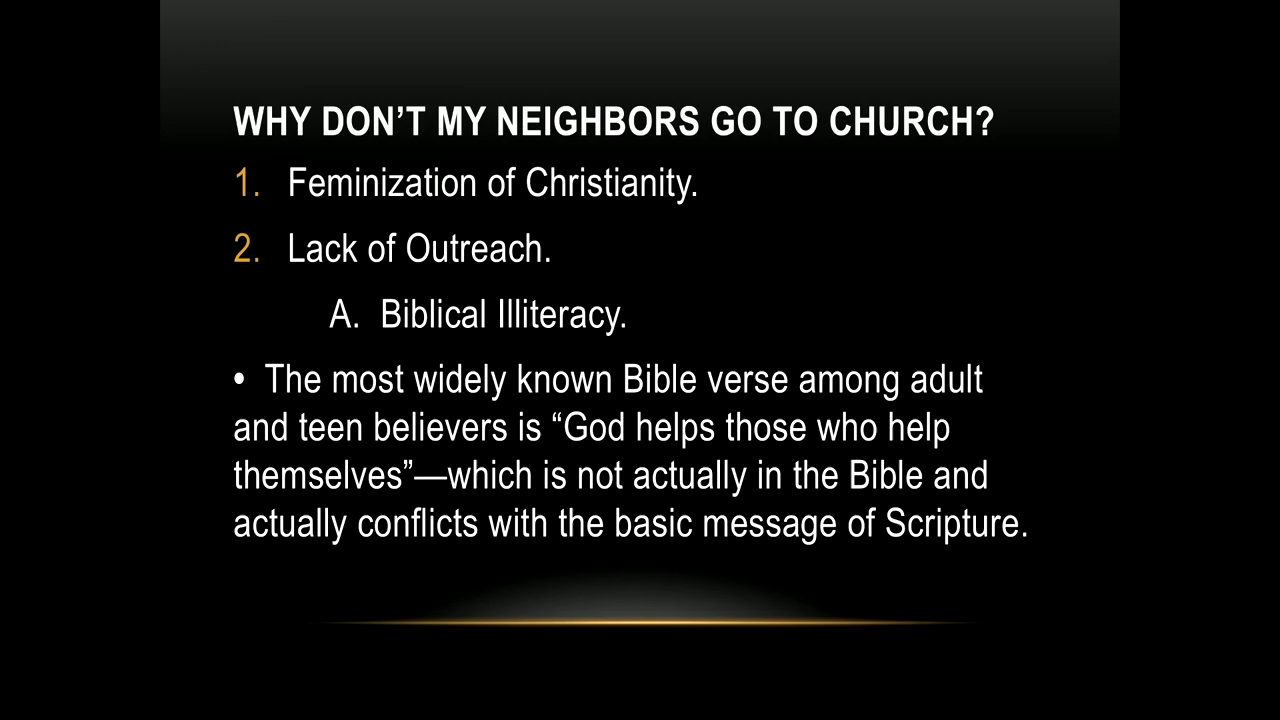 WHY DON’T MY NEIGHBORS GO TO CHURCH?
1. Feminization of Christianity.
2. Lack of Outreach.
A. Biblical Illiteracy.
• The most widely known Bible verse among adult
and teen believers is “God helps those who help
themselves”—which is not actually in the Bible and
actually conflicts with the basic message of Scripture.